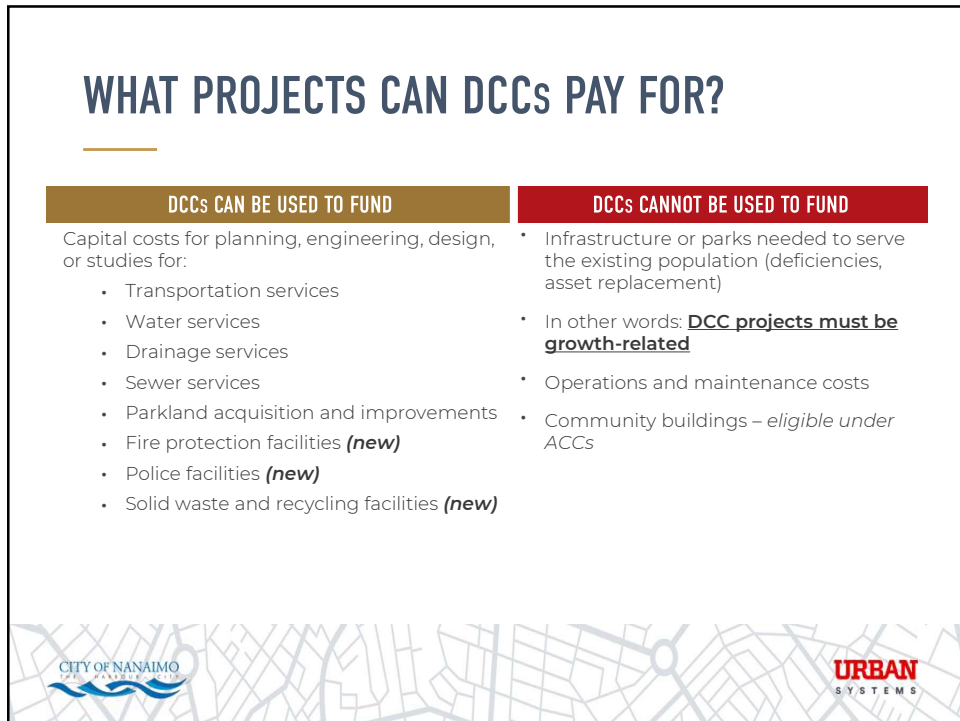 WHAT PROJECTS CAN DCCs PAY FOR?
DCCs CAN BE USED TO FUND
Capital costs for planning, engineering, design,
or studies for:
• Transportation services
• Water services
• Drainage services
• Sewer services
• Parkland acquisition and improvements
• Fire protection facilities (new)
• Police facilities (new)
• Solid waste and recycling facilities (new)
DCCs CANNOT BE USED TO FUND
• Infrastructure or parks needed to serve
the existing population (deficiencies,
asset replacement)
• In other words: DCC projects must be
growth-related
• Operations and maintenance costs
• Community buildings – eligible under
ACCs
CITY OF NANAIMO
THE HARBOUR CITY
URBAN
SYSTEMS